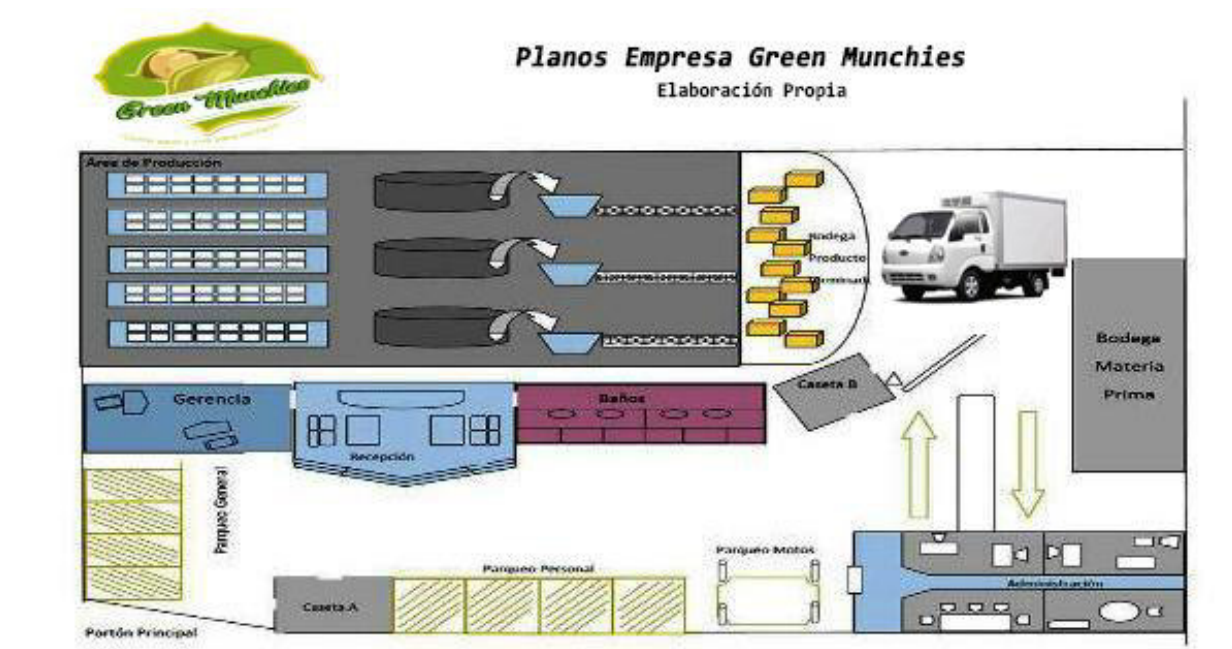 Green Munchies
Planos Empresa Green Munchies
Elaboración Propia
Area de Producción
Bodega
Producto
Bodega
Materia
Prima
Caseta B
Gerencia
Baños
Recepción
Parqueo General
Parqueo Motos
Parqueo Personal
Administración
Caseta A
Portón Principal